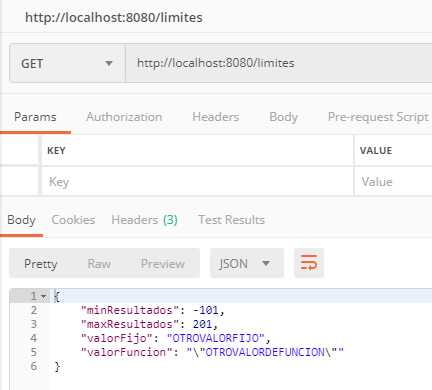 http://localhost:8080/limites
GET http://localhost:8080/limites
Params Authorization Headers Body Pre-request Script
KEY VALUE
Key Value
Body Cookies Headers (3) Test Results
Pretty Raw Preview JSON
1 {
2 "minResultados": -101,
3 "maxResultados": 201,
4 "valorFijo": "OTROVALORFIJO",
5 "valorFuncion": "\"OTROVALORDEFUNCION\""
6 }